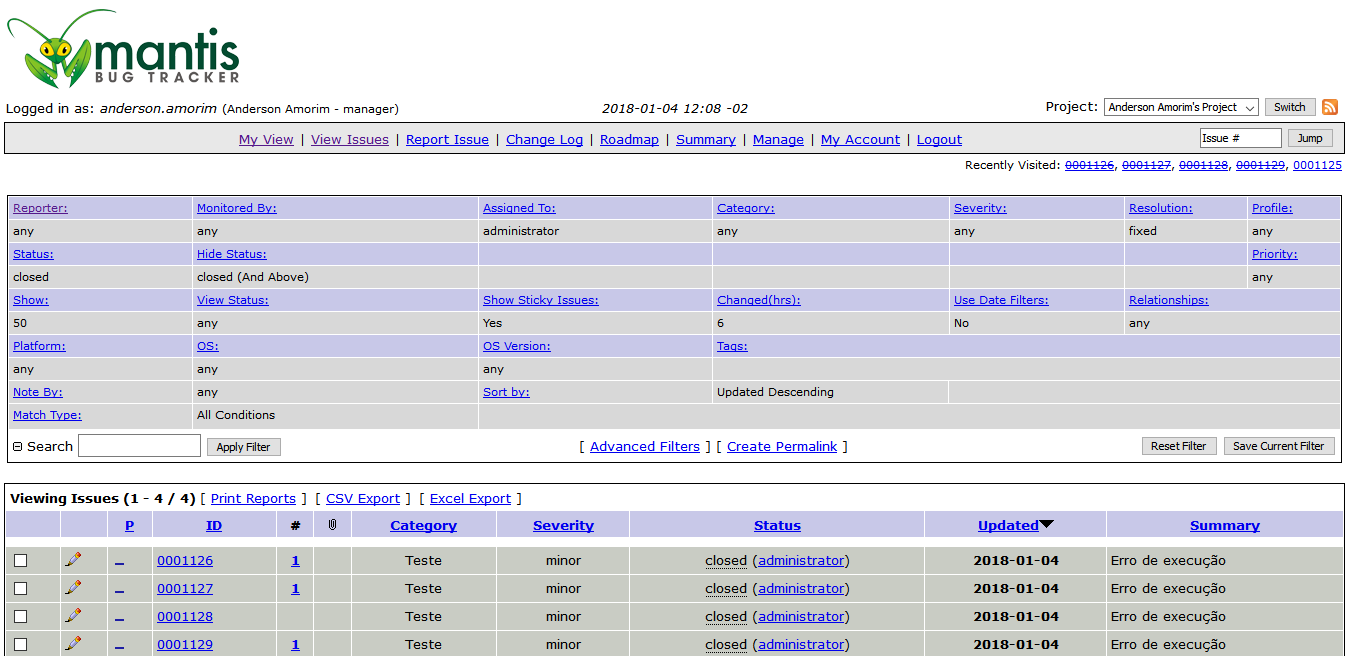 mantis
BUG TRACKER
Logged in as: anderson.amorim (Anderson Amorim - manager) 2018-01-04 12:08 -02 Project: Anderson Amorim's Project Switch
My View | View Issues | Report Issue | Change Log | Roadmap | Summary | Manage | My Account | Logout Issue # Jump
Recently Visited: 0001126, 0001127, 0001128, 0001129, 0001125
Reporter: Monitored By: Assigned To: Category: Severity: Resolution: Profile:
any any administrator any any fixed any
Status: Hide Status: Priority:
closed closed (And Above) any
Show: View Status: Show Sticky Issues: Changed(hrs): Use Date Filters: Relationships:
50 any Yes 6 No any
Platform: OS: OS Version: Tags:
any any any
Note By: any Sort by: Updated Descending
Match Type: All Conditions
Search Apply Filter [ Advanced Filters ] [ Create Permalink ] Reset Filter Save Current Filter
Viewing Issues (1 - 4 / 4) [ Print Reports ] [ CSV Export ] [ Excel Export ]
P ID # Category Severity Status Updated Summary
0001126 1 Teste minor closed (administrator) 2018-01-04 Erro de execução
0001127 1 Teste minor closed (administrator) 2018-01-04 Erro de execução
0001128 Teste minor closed (administrator) 2018-01-04 Erro de execução
0001129 1 Teste minor closed (administrator) 2018-01-04 Erro de execução